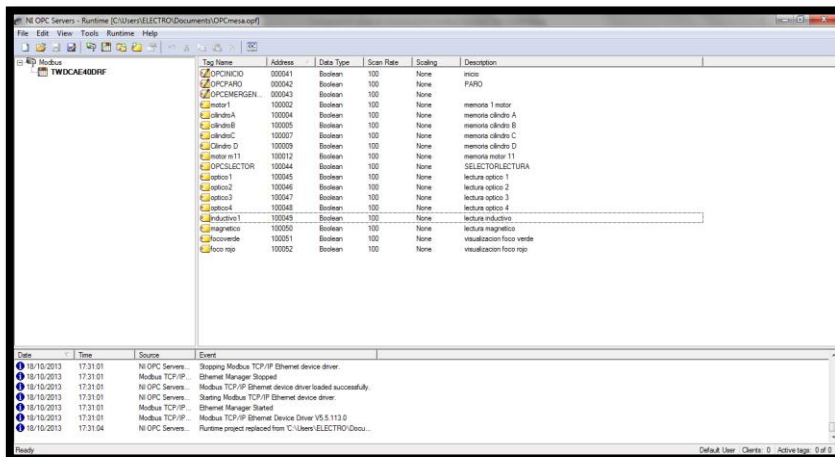 NI OPC Servers - Runtime [C:\Users\ELECTRO\Documents\OPCmesa.opf]
File Edit View Tools Runtime Help
Modbus
TWDCAE40DRF
Tag Name Address Data Type Scan Rate Scaling Description
OPCINICIO 000041 Boolean 100 None inicio
OPCPARO 000042 Boolean 100 None PARO
OPCEMERGEN... 000043 Boolean 100 None
motor1 100002 Boolean 100 None memoria 1 motor
cilindroA 100004 Boolean 100 None memoria cilindro A
cilindroB 100005 Boolean 100 None memoria cilindro B
cilindroC 100007 Boolean 100 None memoria cilindro C
Cilindro D 100009 Boolean 100 None memoria cilindro D
motor m11 100012 Boolean 100 None memoria motor 11
OPCSLECTOR 100044 Boolean 100 None SELECTORLECTURA
optico1 100045 Boolean 100 None lectura optico 1
optico2 100046 Boolean 100 None lectura optico 2
optico3 100047 Boolean 100 None lectura optico 3
optico4 100048 Boolean 100 None lectura optico 4
inductivo1 100049 Boolean 100 None lectura inductivo
magnetico 100050 Boolean 100 None lectura magnetico
focoverde 100051 Boolean 100 None visualizacion foco verde
foco rojo 100052 Boolean 100 None visualizacion foco rojo
Date Time Source Event
18/10/2013 17:31:01 NI OPC Servers... Stopping Modbus TCP/IP Ethernet device driver.
18/10/2013 17:31:01 Modbus TCP/IP... Ethernet Manager Stopped
18/10/2013 17:31:01 NI OPC Servers... Modbus TCP/IP Ethernet device driver loaded successfully.
18/10/2013 17:31:01 NI OPC Servers... Starting Modbus TCP/IP Ethernet device driver.
18/10/2013 17:31:01 Modbus TCP/IP... Ethernet Manager Started
18/10/2013 17:31:01 Modbus TCP/IP... Modbus TCP/IP Ethernet Device Driver V5.5.113.0
18/10/2013 17:31:04 NI OPC Servers... Runtime project replaced from 'C:\Users\ELECTRO\Docu...
Ready Default User Clients: 0 Active tags: 0 of 0